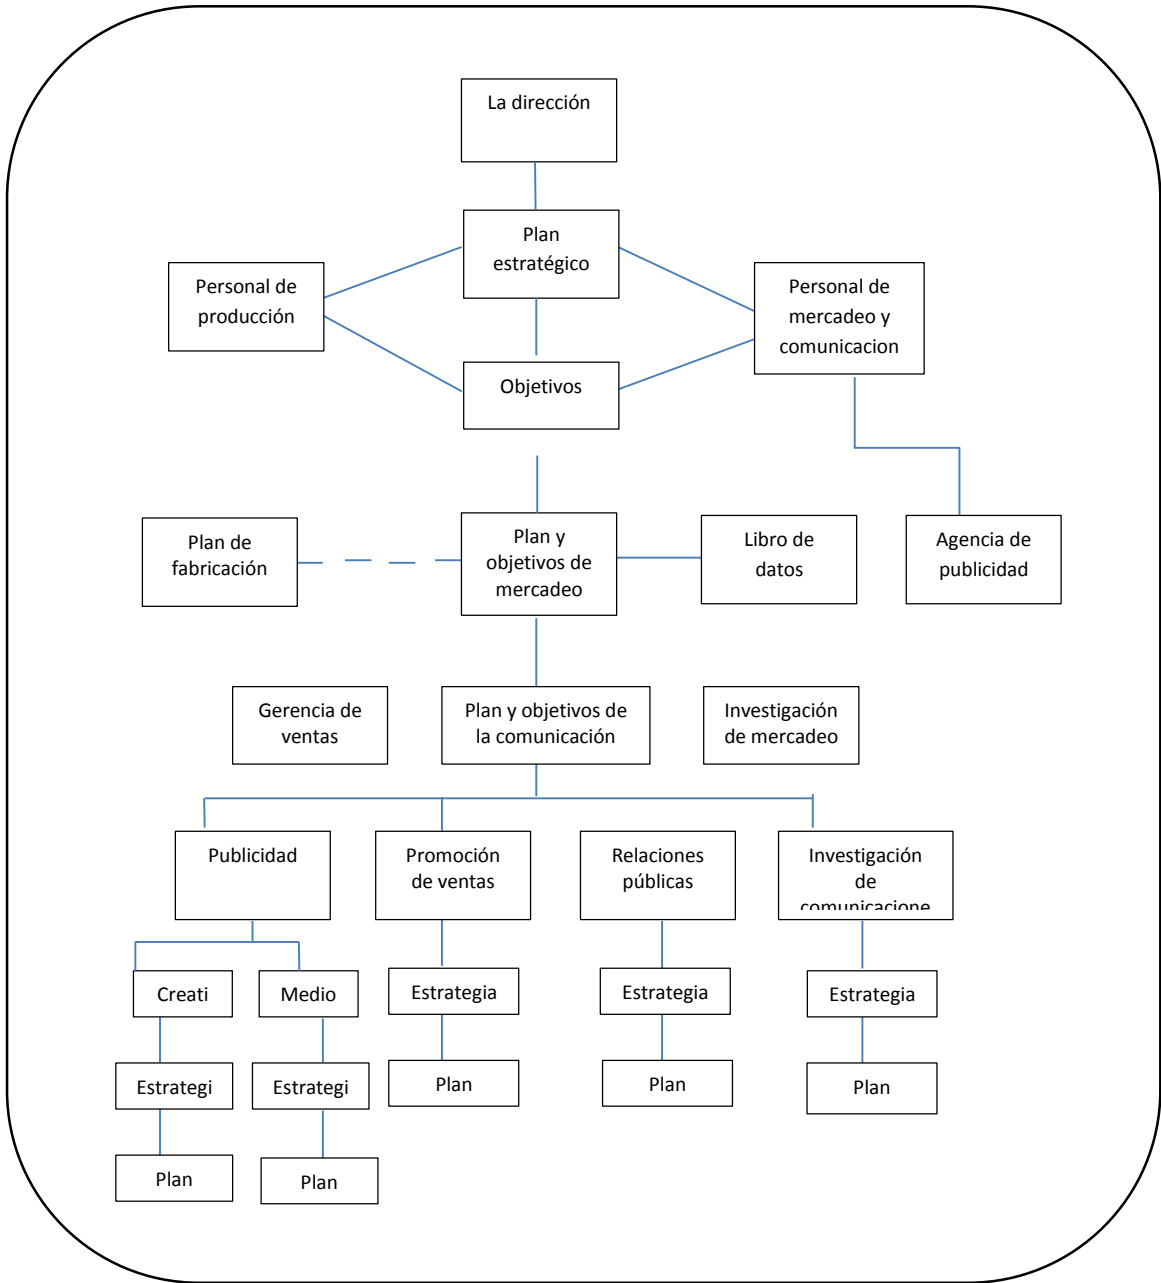 La dirección
Plan
estratégico
Personal de
producción
Personal de
mercadeo y
comunicacion
Objetivos
Plan de
fabricación
Plan y
objetivos de
mercadeo
Libro de
datos
Agencia de
publicidad
Gerencia de
ventas
Plan y objetivos de
la comunicación
Investigación
de mercadeo
Publicidad
Promoción
de ventas
Relaciones
públicas
Investigación
de
comunicacione
Creati
Medio
Estrategia
Estrategia
Estrategia
Estrategi
Estrategi
Plan
Plan
Plan
Plan
Plan